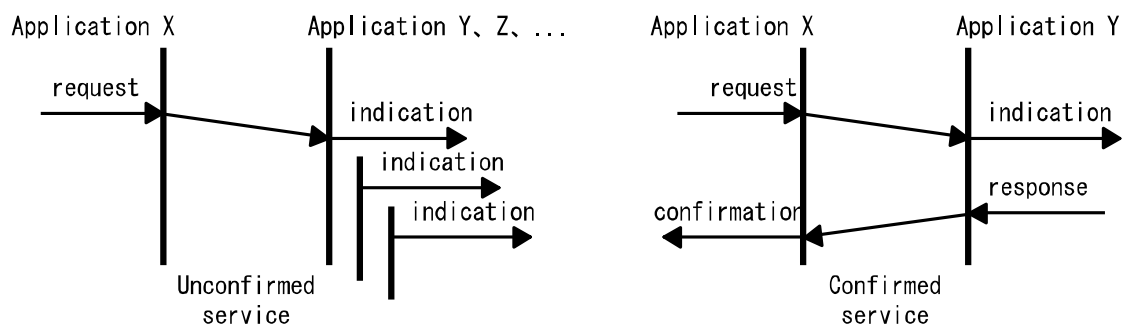 Application X
Application Y、Z、...
request
indication
indication
indication
Unconfirmed
service
Application X
Application Y
request
indication
response
confirmation
Confirmed
service